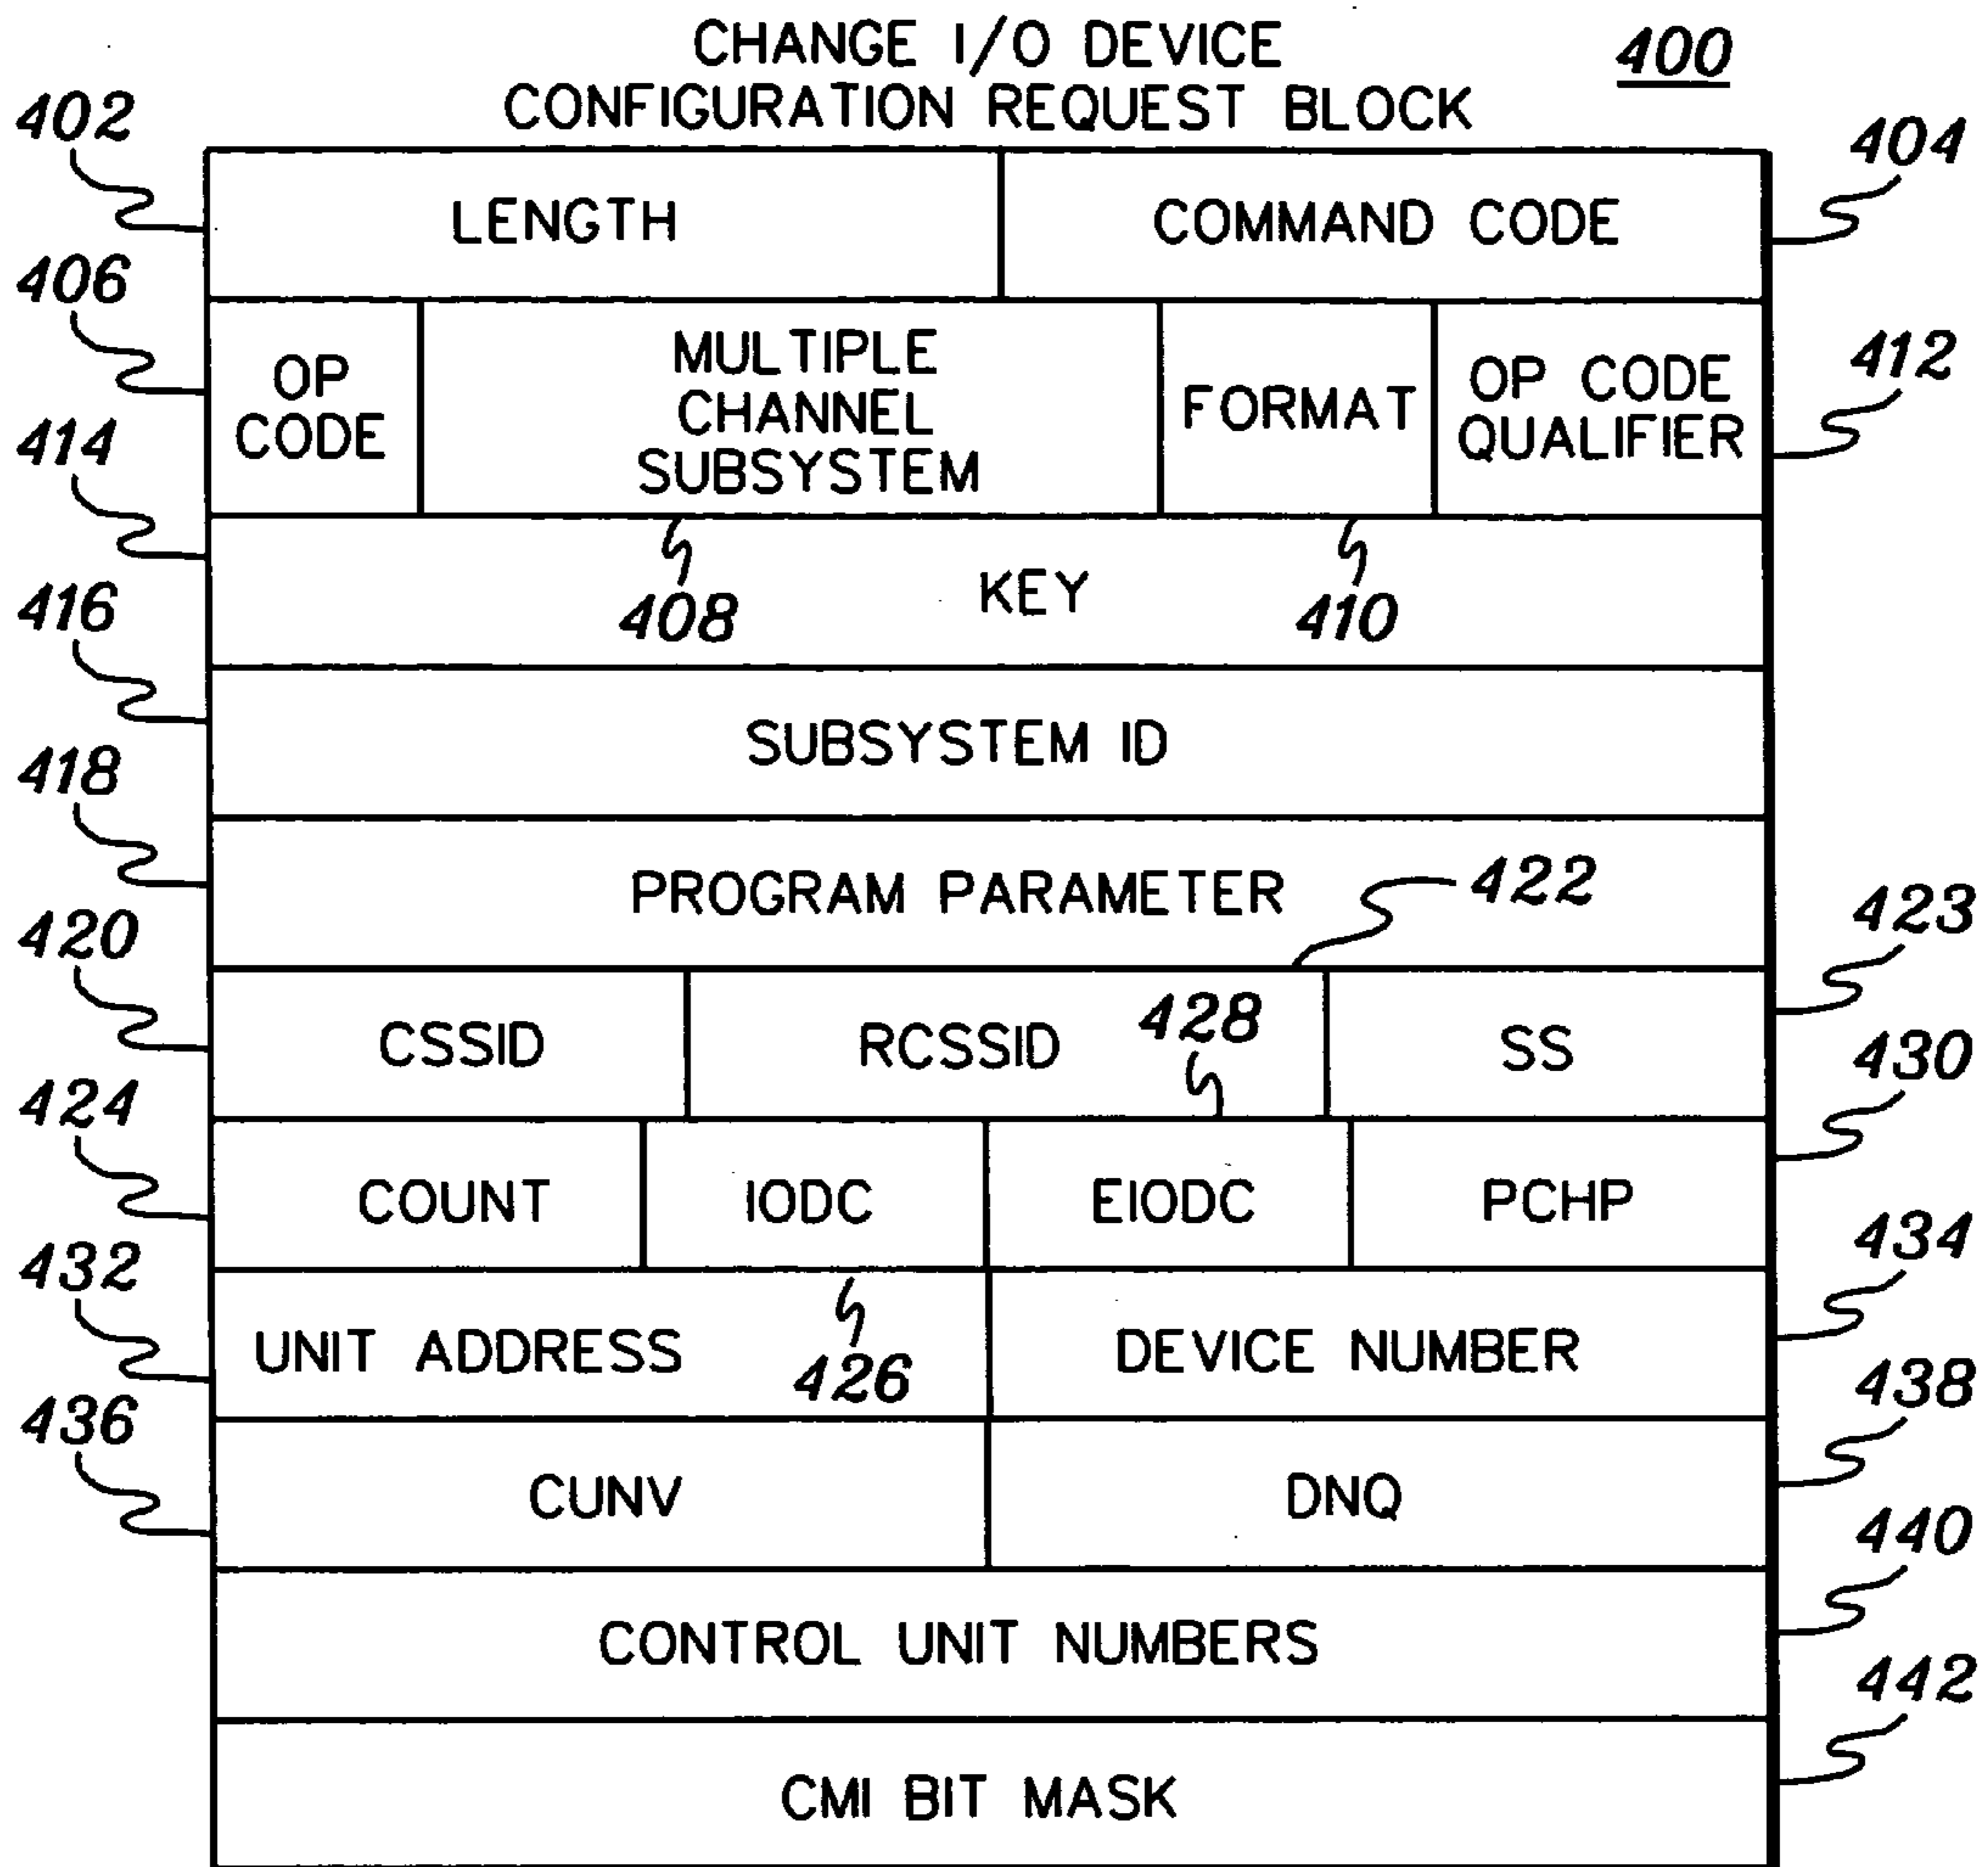 CHANGE I/O DEVICE
CONFIGURATION REQUEST BLOCK
400
402
LENGTH
COMMAND CODE
404
406
OP
CODE
MULTIPLE
CHANNEL
SUBSYSTEM
FORMAT
OP CODE
QUALIFIER
412
414
408
KEY
410
416
SUBSYSTEM ID
418
PROGRAM PARAMETER
422
420
CSSID
RCSSID
428
SS
423
424
COUNT
IODC
EIODC
PCHP
430
432
UNIT ADDRESS
426
DEVICE NUMBER
434
436
CUNV
DNQ
438
CONTROL UNIT NUMBERS
440
CMI BIT MASK
442